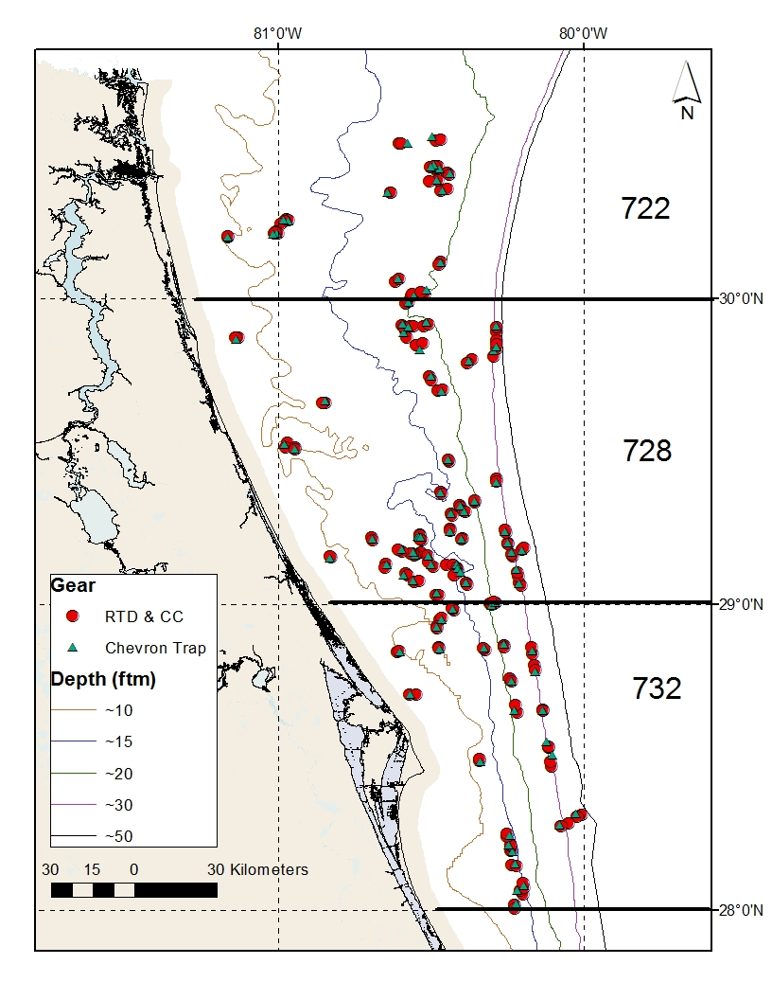 81°0'W 80°0'W
N
722
30°0'N
728
29°0'N
Gear
RTD & CC
Chevron Trap
Depth (ftm)
~10
~15
~20
~30
~50
732
30 15 0 30 Kilometers
28°0'N